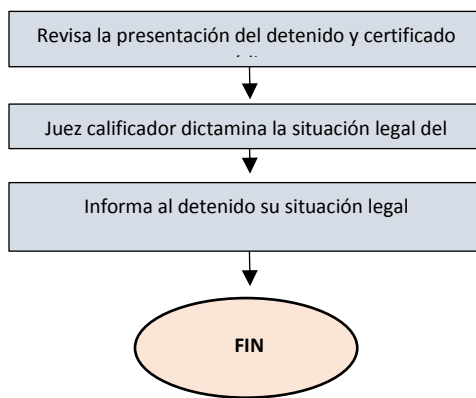 Revisa la presentación del detenido y certificado
Juez calificador dictamina la situación legal del
Informa al detenido su situación legal
FIN